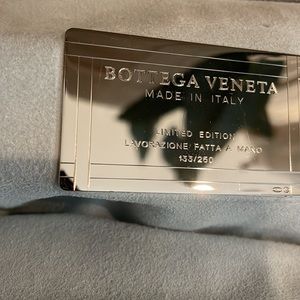 BOTTEGA VENETA
MADE IN ITALY
LIMITED EDITION
LAVORAZIONE FATTA A MANO
133/250